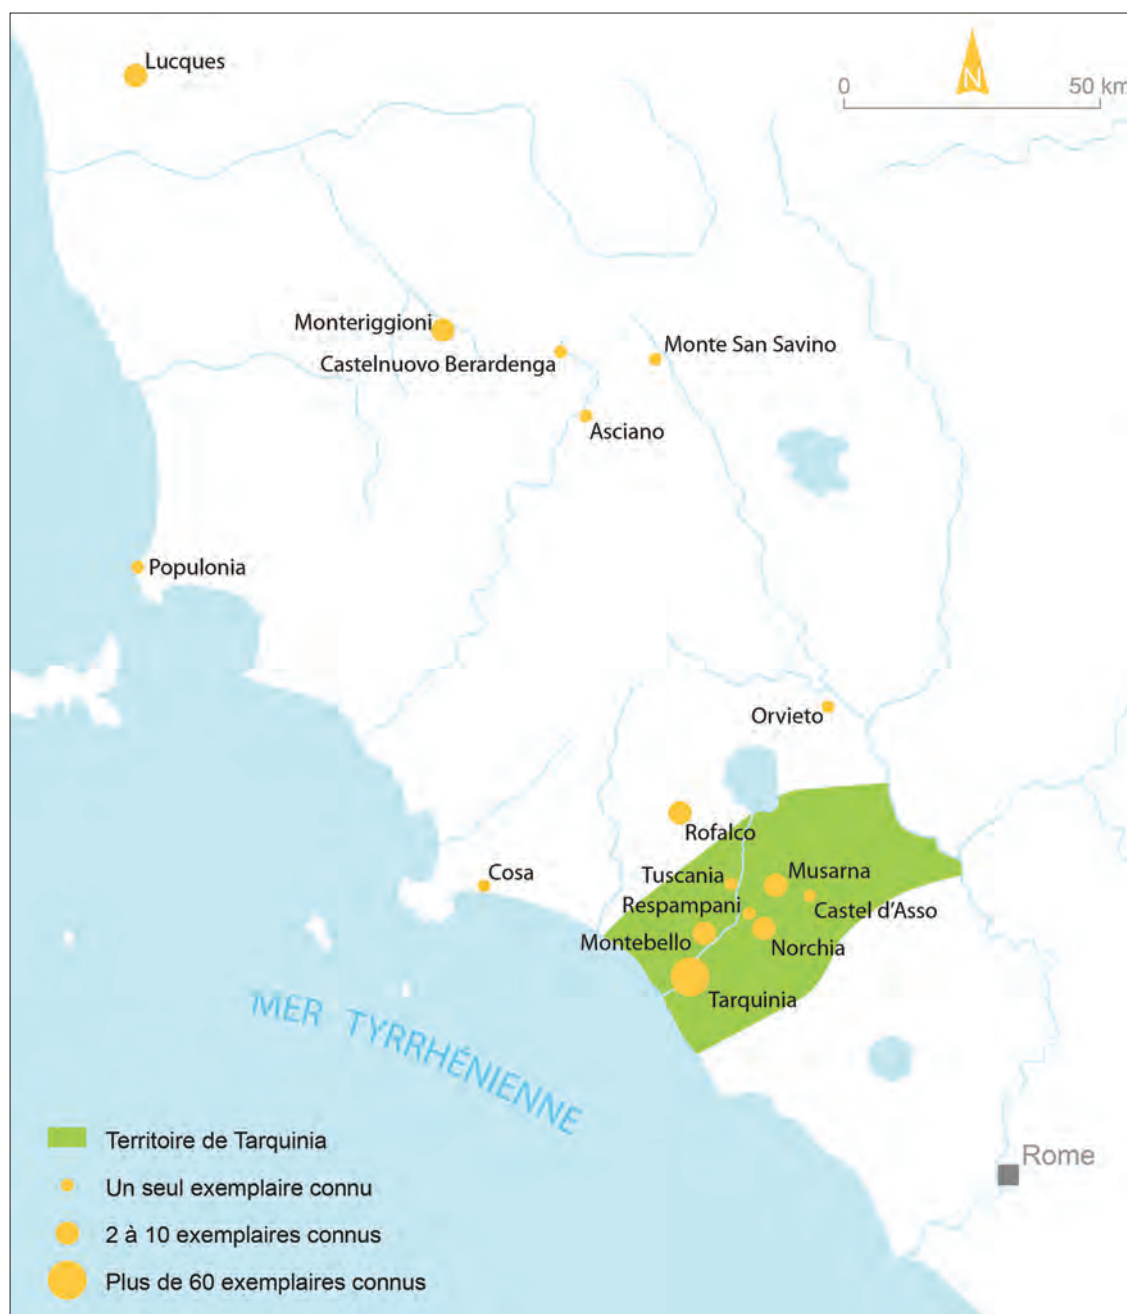 Lucques
N
0 50 km
Monteriggioni
Monte San Savino
Castelnuovo Berardenga
Asciano
Populonia
Orvieto
Rofalco
Cosa
Tuscania
Musarna
Respampani
Castel d'Asso
Montebello
Norchia
Tarquinia
MER TYRRHÉNIENNE
Territoire de Tarquinia
Rome
Un seul exemplaire connu
2 à 10 exemplaires connus
Plus de 60 exemplaires connus